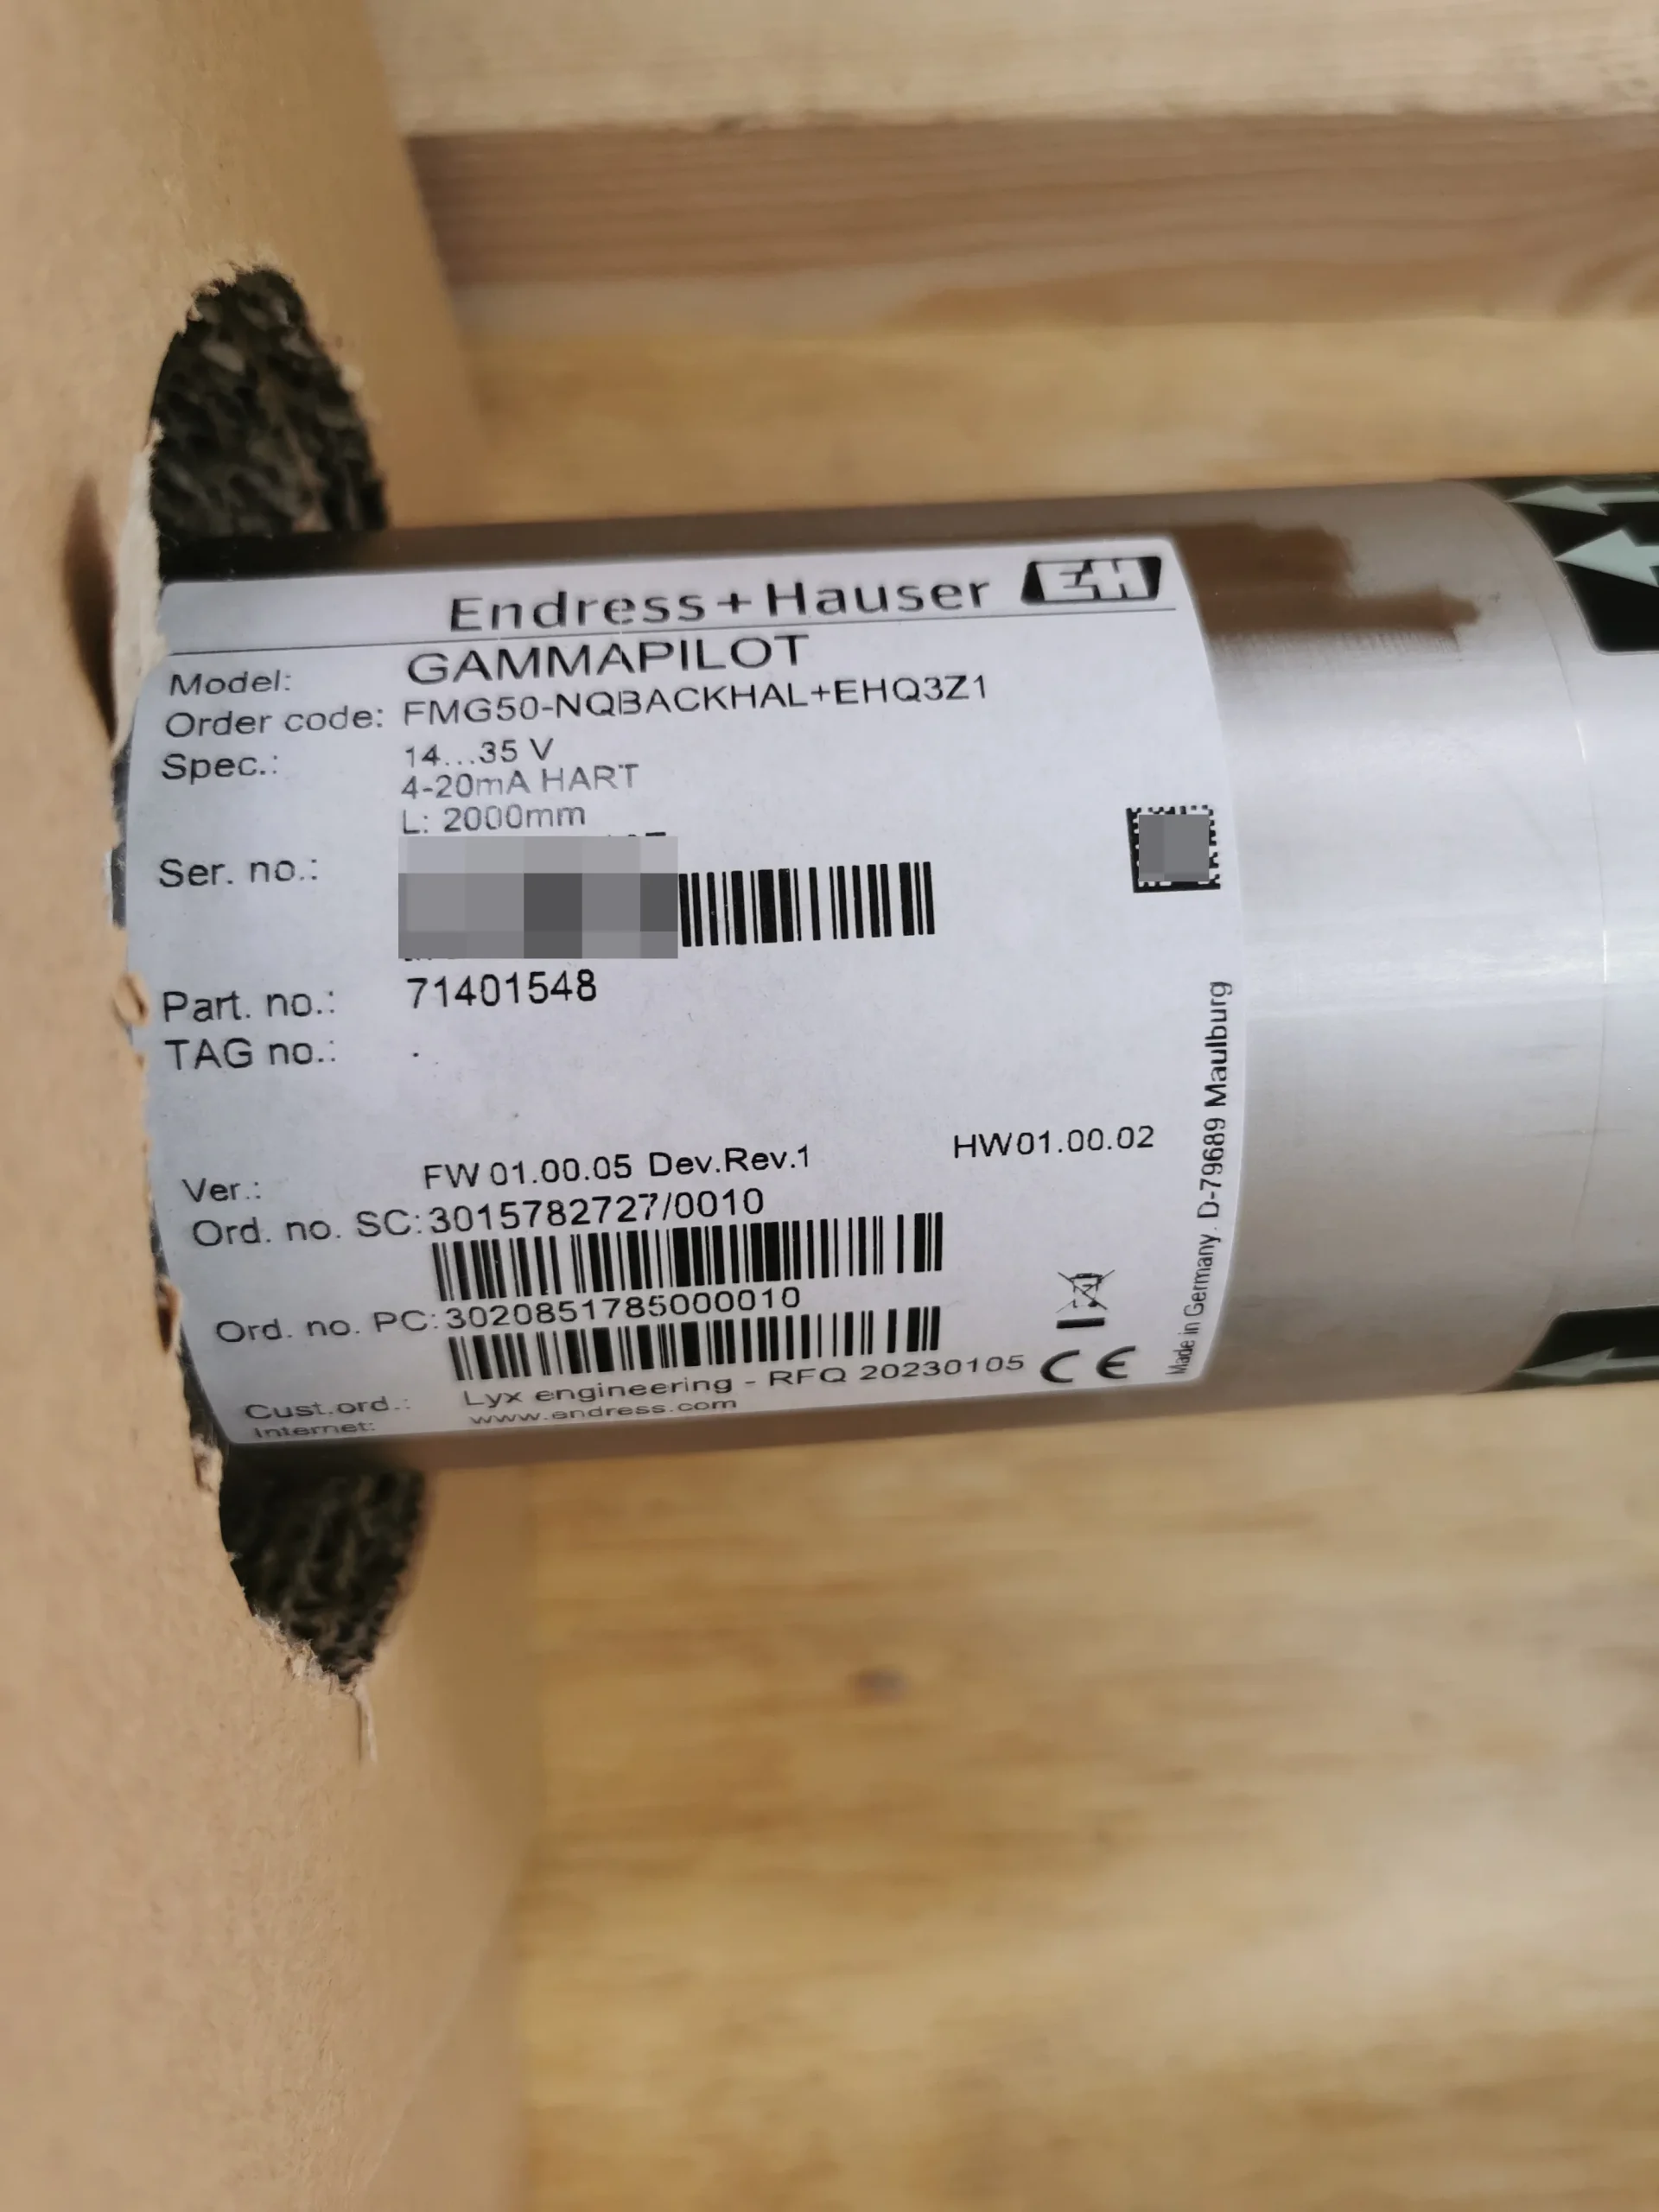 Endress+Hauser EH
Model: GAMMAPILOT
Order code: FMG50-NQBACKHAL+EHQ3Z1
Spec.: 14...35 V
4-20mA HART
L: 2000mm
Ser. no.:
Part. no.: 71401548
TAG no.: .
Ver.: FW 01.00.05 Dev.Rev.1 HW01.00.02
Ord. no. SC: 3015782727/0010
Ord. no. PC: 3020851785000010
Cust.ord.: Lyx engineering - RFQ 20230105
Internet: www.endress.com
CE
Made in Germany . D-79689 Maulburg